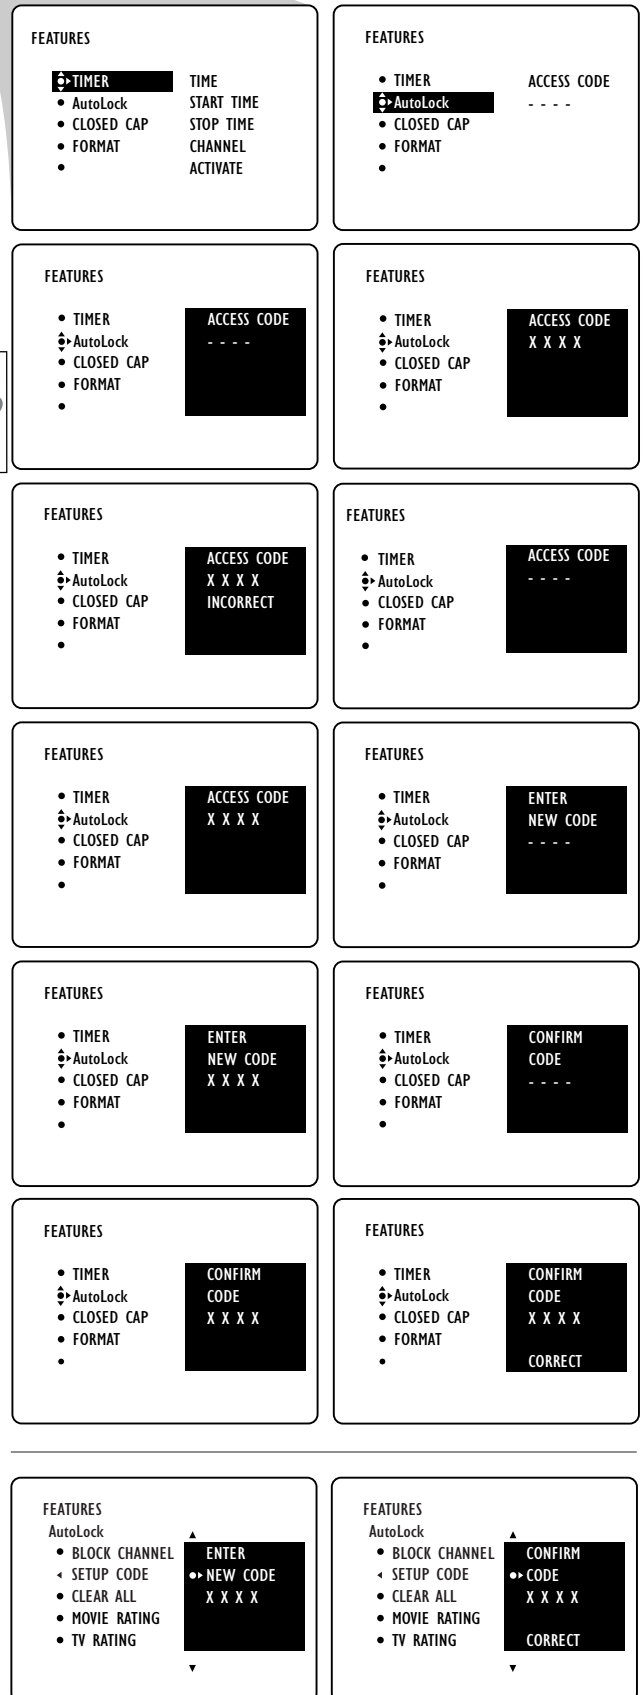 FEATURES
TIMER TIME
AutoLock START TIME
CLOSED CAP STOP TIME
FORMAT CHANNEL
ACTIVATE
FEATURES
TIMER ACCESS CODE
AutoLock - - - -
CLOSED CAP
FORMAT
FEATURES
TIMER ACCESS CODE
AutoLock - - - -
CLOSED CAP
FORMAT
FEATURES
TIMER ACCESS CODE
AutoLock X X X X
CLOSED CAP
FORMAT
FEATURES
TIMER ACCESS CODE
AutoLock X X X X
CLOSED CAP INCORRECT
FORMAT
FEATURES
TIMER ACCESS CODE
AutoLock - - - -
CLOSED CAP
FORMAT
FEATURES
TIMER ACCESS CODE
AutoLock X X X X
CLOSED CAP
FORMAT
FEATURES
TIMER ENTER
AutoLock NEW CODE
CLOSED CAP - - - -
FORMAT
FEATURES
TIMER ENTER
AutoLock NEW CODE
CLOSED CAP X X X X
FORMAT
FEATURES
TIMER CONFIRM
AutoLock CODE
CLOSED CAP - - - -
FORMAT
FEATURES
TIMER CONFIRM
AutoLock CODE
CLOSED CAP X X X X
FORMAT
FEATURES
TIMER CONFIRM
AutoLock CODE
CLOSED CAP X X X X
FORMAT
CORRECT
FEATURES
AutoLock
BLOCK CHANNEL ENTER
SETUP CODE NEW CODE
CLEAR ALL X X X X
MOVIE RATING
TV RATING
FEATURES
AutoLock
BLOCK CHANNEL CONFIRM
SETUP CODE CODE
CLEAR ALL X X X X
MOVIE RATING
TV RATING CORRECT